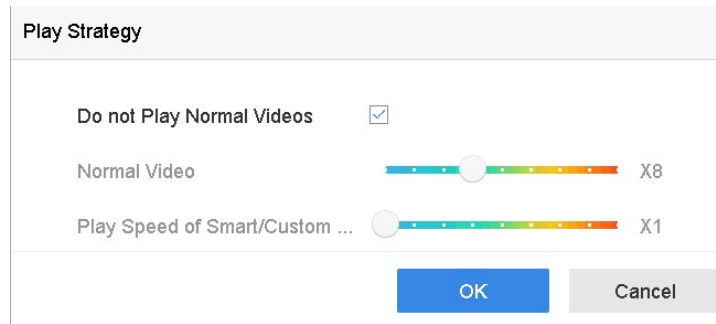 Play Strategy
Do not Play Normal Videos
Normal Video X8
Play Speed of Smart/Custom ... X1
OK Cancel